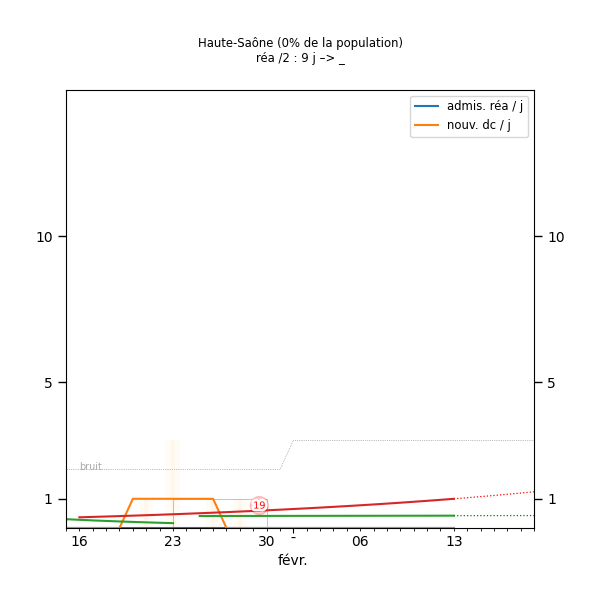 Haute-Saône (0% de la population)
réa /2 : 9 j –> _
admis. réa / j
nouv. dc / j
10
10
5
5
bruit
1
1
19
16
23
30
-
06
13
févr.